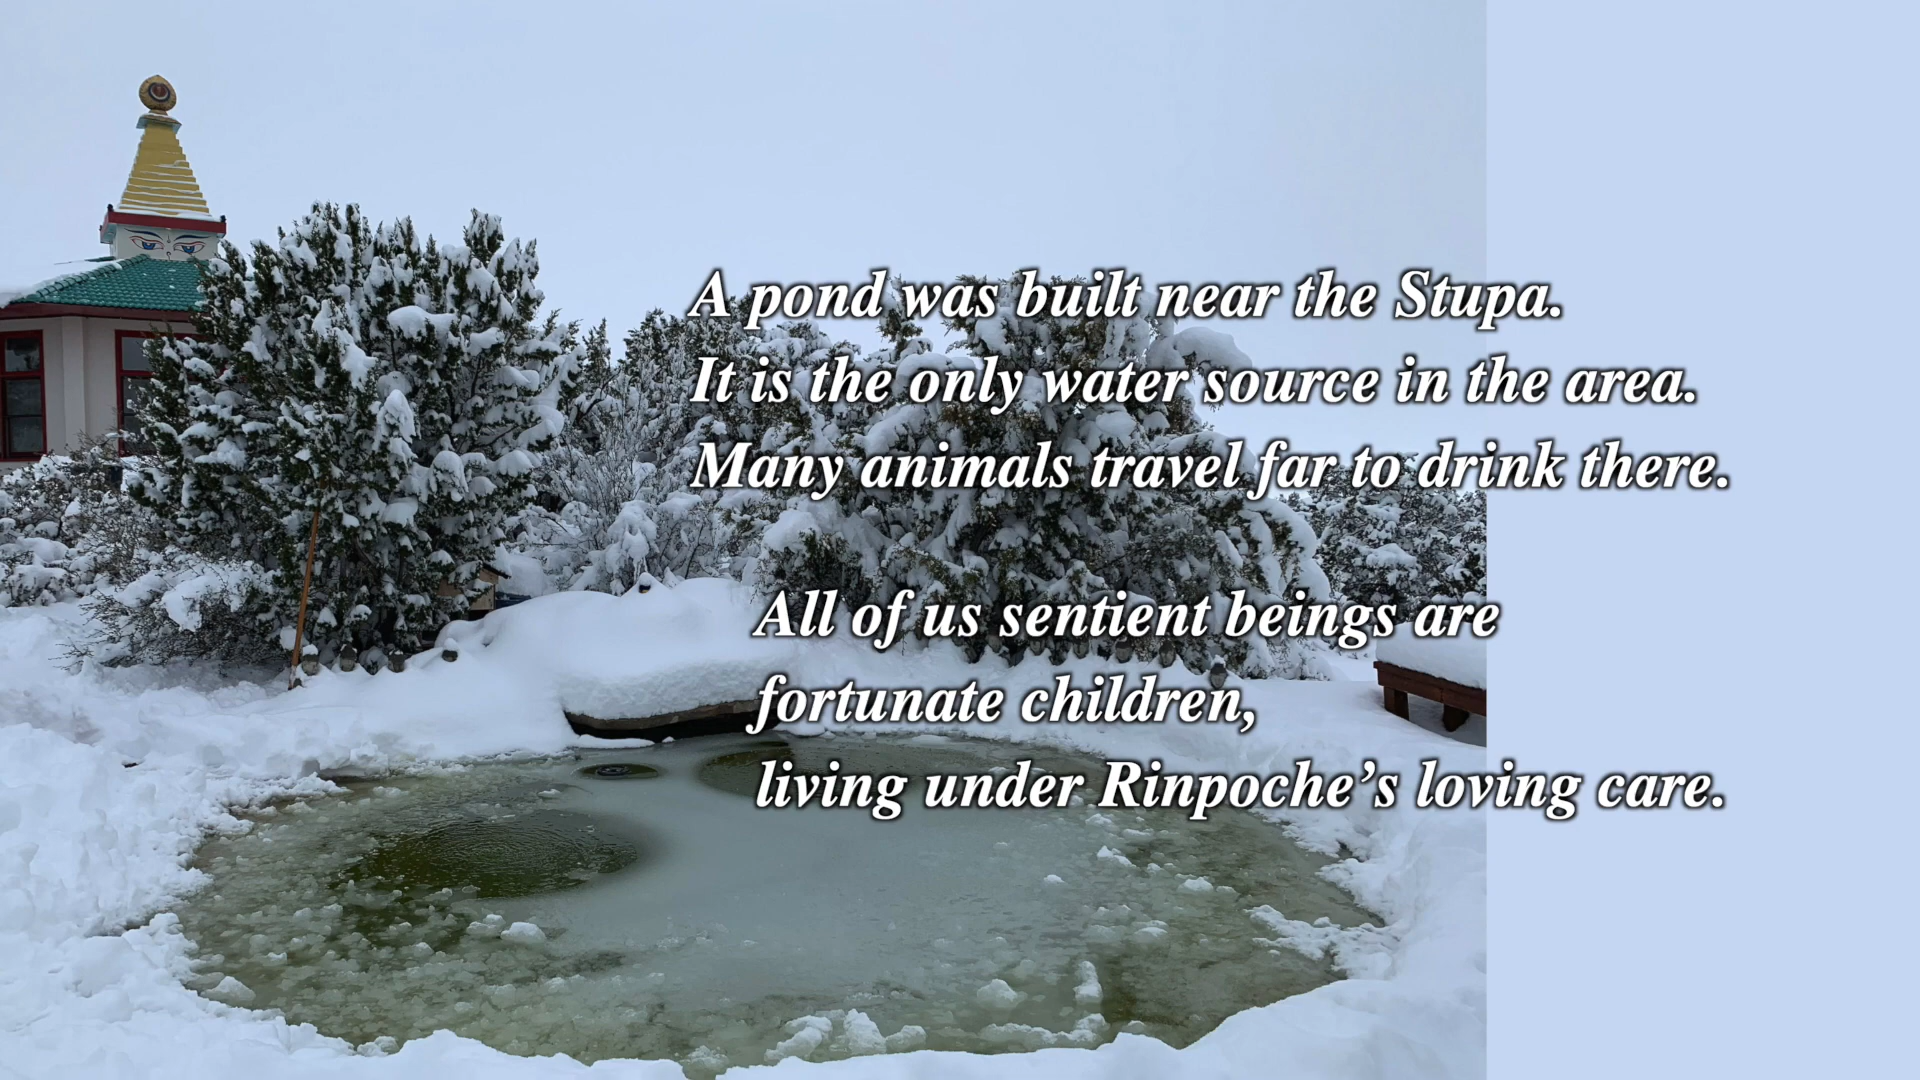 A pond was built near the Stupa.
It is the only water source in the area.
Many animals travel far to drink there.
All of us sentient beings are
fortunate children,
living under Rinpoche’s loving care.